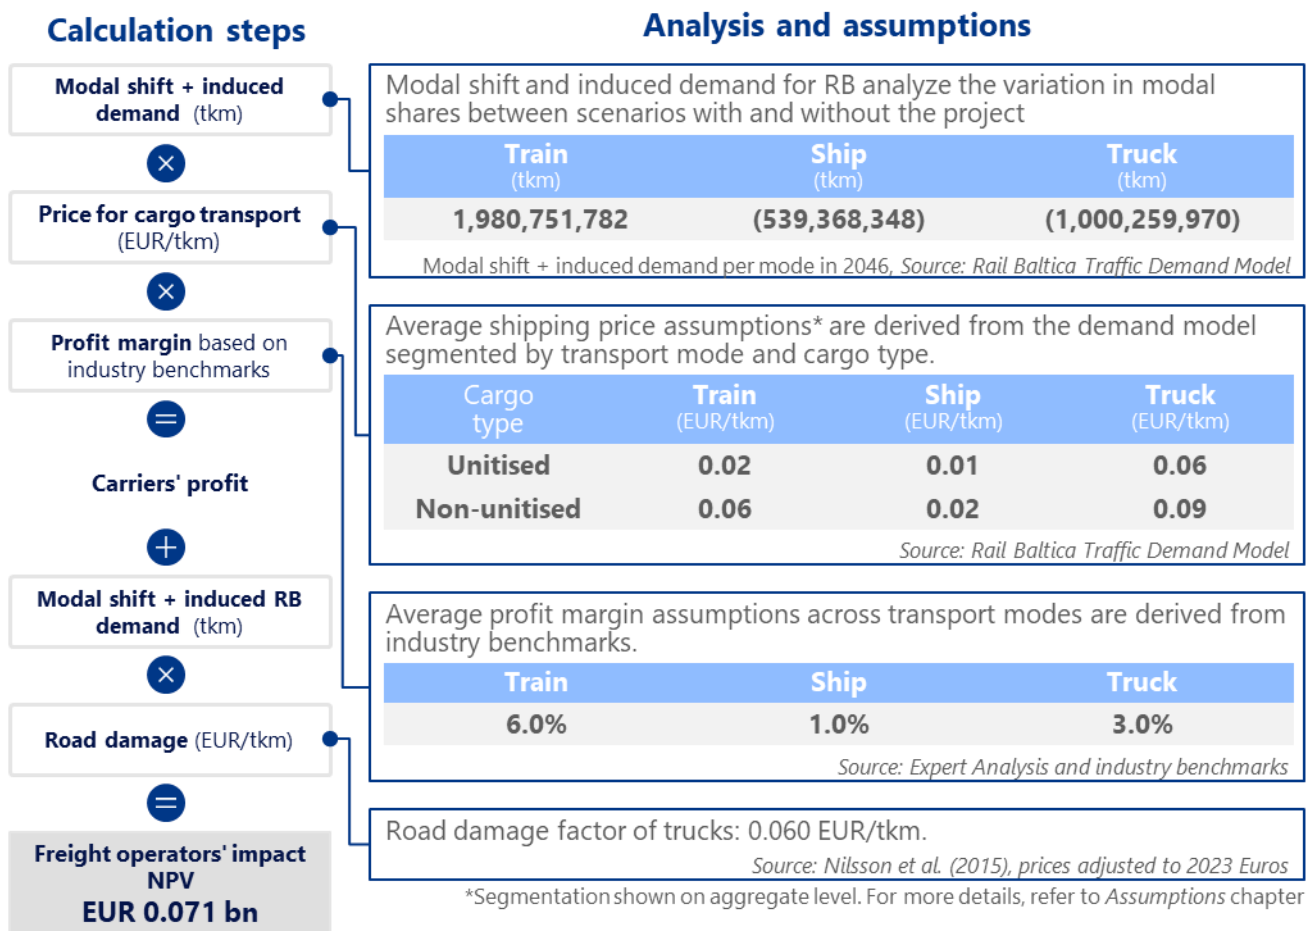 Calculation steps
Modal shift + induced
demand (tkm)
×
Price for cargo transport
(EUR/tkm)
×
Profit margin based on
industry benchmarks
=
Carriers' profit
+
Modal shift + induced RB
demand (tkm)
×
Road damage (EUR/tkm)
=
Freight operators' impact
NPV
EUR 0.071 bn
Analysis and assumptions
Modal shift and induced demand for RB analyze the variation in modal
shares between scenarios with and without the project
Train Ship Truck
(tkm) (tkm) (tkm)
1,980,751,782 (539,368,348) (1,000,259,970)
Modal shift + induced demand per mode in 2046, Source: Rail Baltica Traffic Demand Model
Average shipping price assumptions* are derived from the demand model
segmented by transport mode and cargo type.
Cargo Train Ship Truck
type (EUR/tkm) (EUR/tkm) (EUR/tkm)
Unitised 0.02 0.01 0.06
Non-unitised 0.06 0.02 0.09
Source: Rail Baltica Traffic Demand Model
Average profit margin assumptions across transport modes are derived from
industry benchmarks.
Train Ship Truck
6.0% 1.0% 3.0%
Source: Expert Analysis and industry benchmarks
Road damage factor of trucks: 0.060 EUR/tkm.
Source: Nilsson et al. (2015), prices adjusted to 2023 Euros
*Segmentation shown on aggregate level. For more details, refer to Assumptions chapter